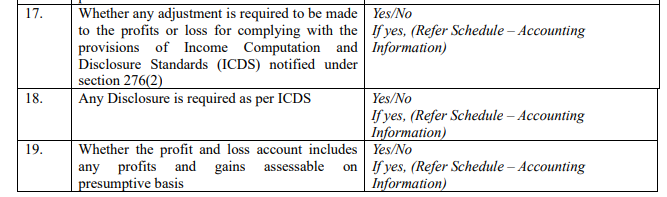 17. Whether any adjustment is required to be made Yes/No
to the profits or loss for complying with the If yes, (Refer Schedule – Accounting
provisions of Income Computation and Information)
Disclosure Standards (ICDS) notified under
section 276(2)
18. Any Disclosure is required as per ICDS Yes/No
If yes, (Refer Schedule – Accounting
Information)
19. Whether the profit and loss account includes Yes/No
any profits and gains assessable on If yes, (Refer Schedule – Accounting
presumptive basis Information)